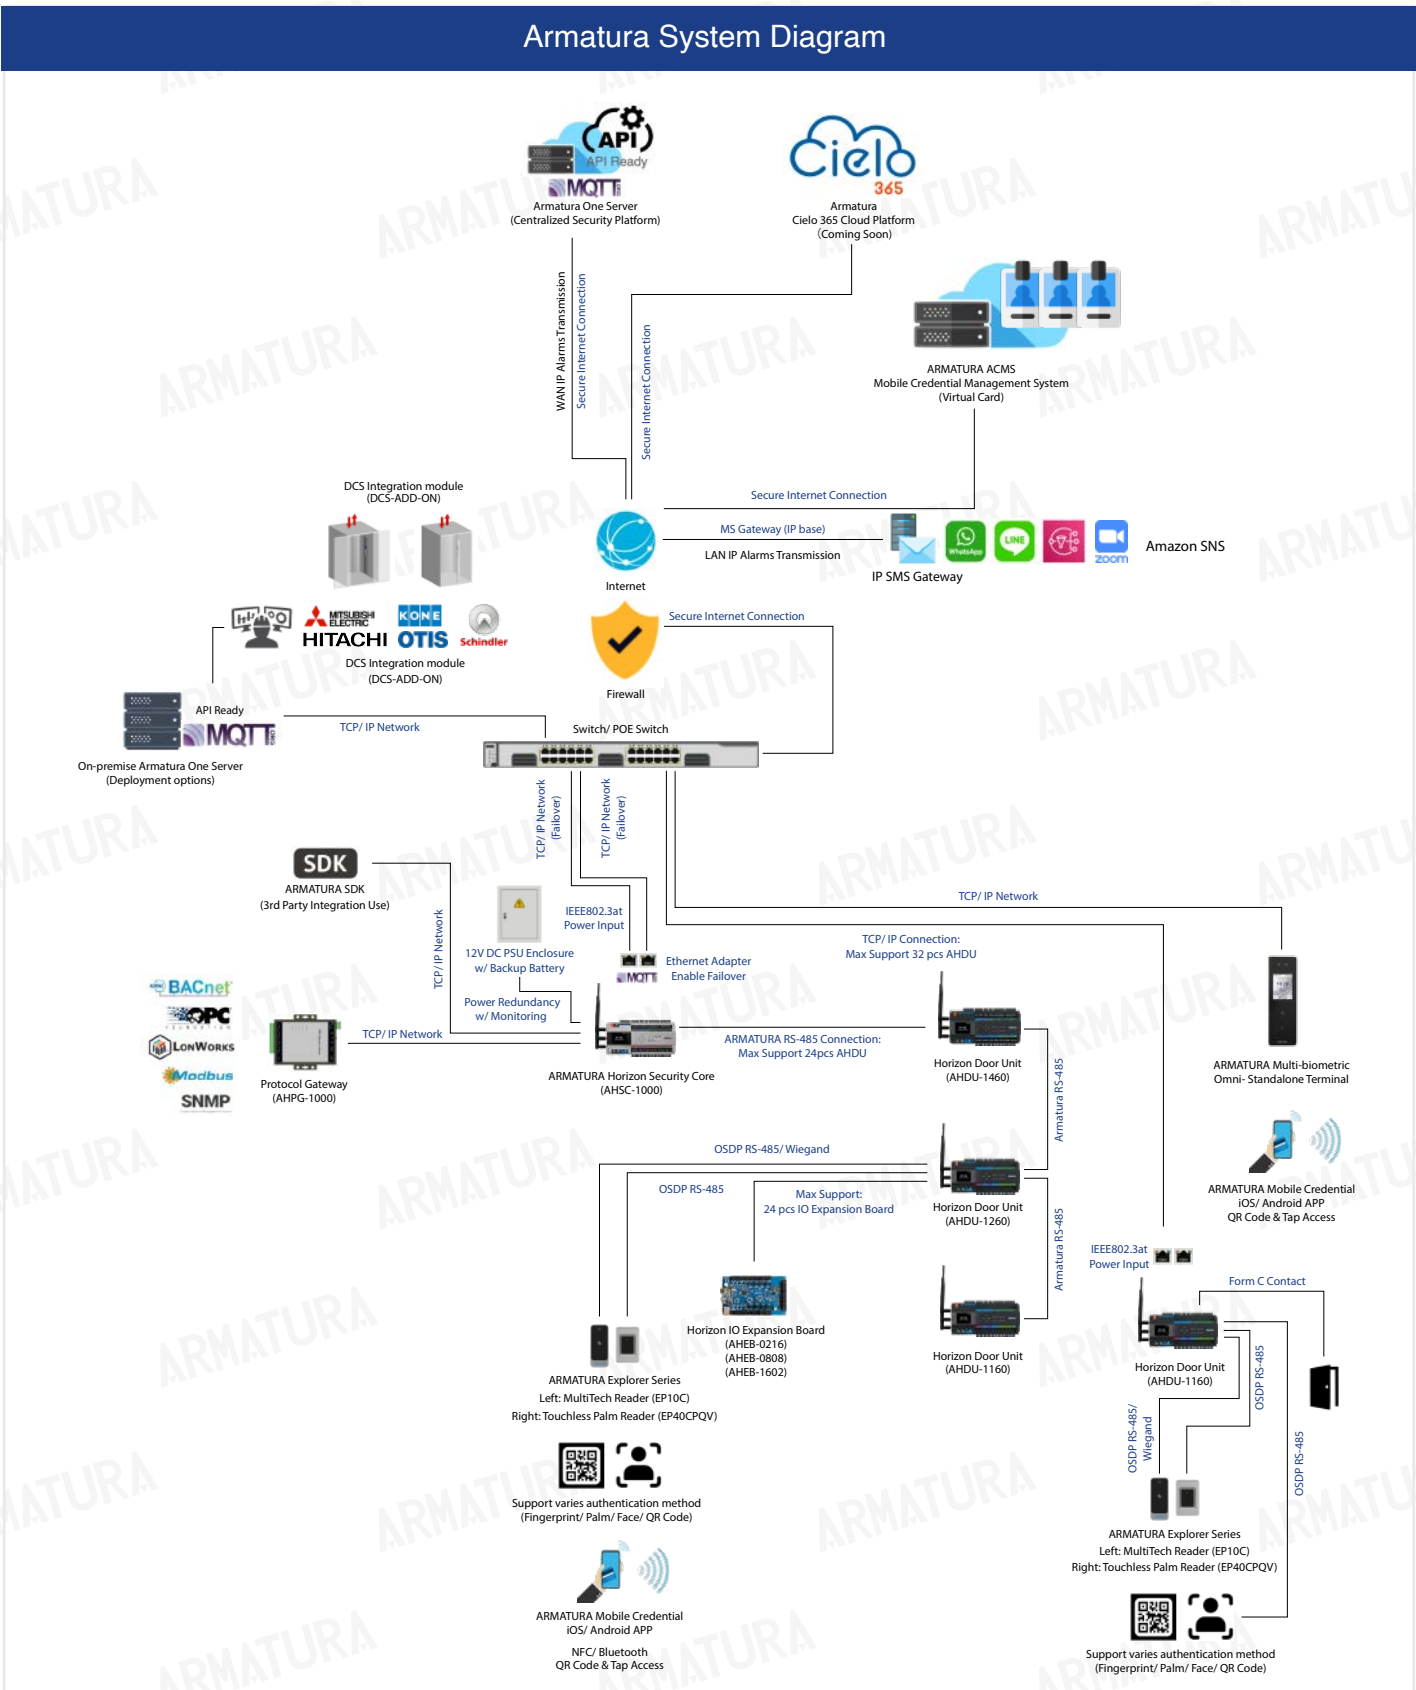 Armatura System Diagram
API
API Ready
MQTT
Armatura One Server
(Centralized Security Platform)
Cielo
365
Armatura
Cielo 365 Cloud Platform
(Coming Soon)
WAN IP Alarms Transmission
Secure Internet Connection
Secure Internet Connection
ARMATURA ACMS
Mobile Credential Management System
(Virtual Card)
DCS Integration module
(DCS-ADD-ON)
Secure Internet Connection
MS Gateway (IP base)
LAN IP Alarms Transmission
Internet
WhatsApp
LINE
zoom
Amazon SNS
IP SMS Gateway
MITSUBISHI
ELECTRIC
HITACHI
KONE
OTIS
Schindler
DCS Integration module
(DCS-ADD-ON)
Secure Internet Connection
Firewall
API Ready
MQTT
TCP/ IP Network
On-premise Armatura One Server
(Deployment options)
Switch/ POE Switch
TCP/ IP Network
(Failover)
TCP/ IP Network
(Failover)
SDK
ARMATURA SDK
(3rd Party Integration Use)
TCP/ IP Network
IEEE802.3at
Power Input
12V DC PSU Enclosure
w/ Backup Battery
Power Redundancy
w/ Monitoring
MQTT
Ethernet Adapter
Enable Failover
TCP/ IP Network
TCP/ IP Connection:
Max Support 32 pcs AHDU
BACnet
OPC
FOUNDATION
LONWORKS
Modbus
SNMP
Protocol Gateway
(AHPG-1000)
TCP/ IP Network
ARMATURA Horizon Security Core
(AHSC-1000)
ARMATURA RS-485 Connection:
Max Support 24pcs AHDU
Horizon Door Unit
(AHDU-1460)
Armatura RS-485
ARMATURA Multi-biometric
Omni- Standalone Terminal
OSDP RS-485/ Wiegand
OSDP RS-485
Max Support:
24 pcs IO Expansion Board
Horizon Door Unit
(AHDU-1260)
Armatura RS-485
ARMATURA Mobile Credential
iOS/ Android APP
QR Code & Tap Access
IEEE802.3at
Power Input
Form C Contact
Horizon IO Expansion Board
(AHEB-0216)
(AHEB-0808)
(AHEB-1602)
Horizon Door Unit
(AHDU-1160)
Horizon Door Unit
(AHDU-1160)
ARMATURA Explorer Series
Left: MultiTech Reader (EP10C)
Right: Touchless Palm Reader (EP40CPQV)
OSDP RS-485/
Wiegand
OSDP RS-485
OSDP RS-485
Support varies authentication method
(Fingerprint/ Palm/ Face/ QR Code)
ARMATURA Explorer Series
Left: MultiTech Reader (EP10C)
Right: Touchless Palm Reader (EP40CPQV)
ARMATURA Mobile Credential
iOS/ Android APP
NFC/ Bluetooth
QR Code & Tap Access
Support varies authentication method
(Fingerprint/ Palm/ Face/ QR Code)